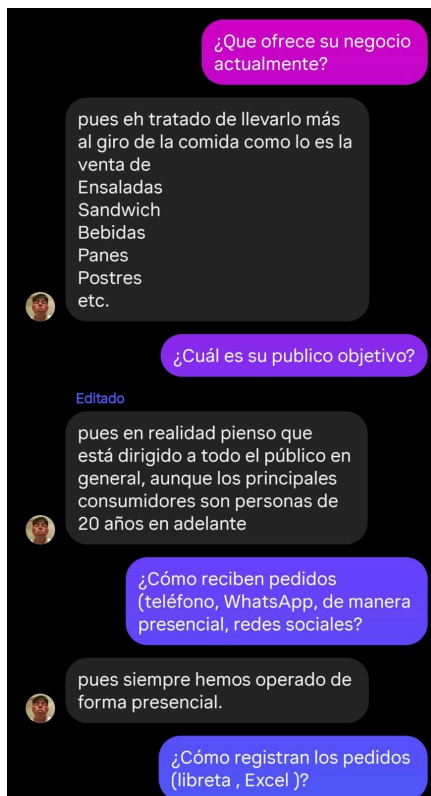 ¿Que ofrece su negocio
actualmente?
pues eh tratado de llevarlo más
al giro de la comida como lo es la
venta de
Ensaladas
Sandwich
Bebidas
Panes
Postres
etc.
¿Cuál es su publico objetivo?
Editado
pues en realidad pienso que
está dirigido a todo el público en
general, aunque los principales
consumidores son personas de
20 años en adelante
¿Cómo reciben pedidos
(teléfono, WhatsApp, de manera
presencial, redes sociales?
pues siempre hemos operado de
forma presencial.
¿Cómo registran los pedidos
(libreta , Excel )?